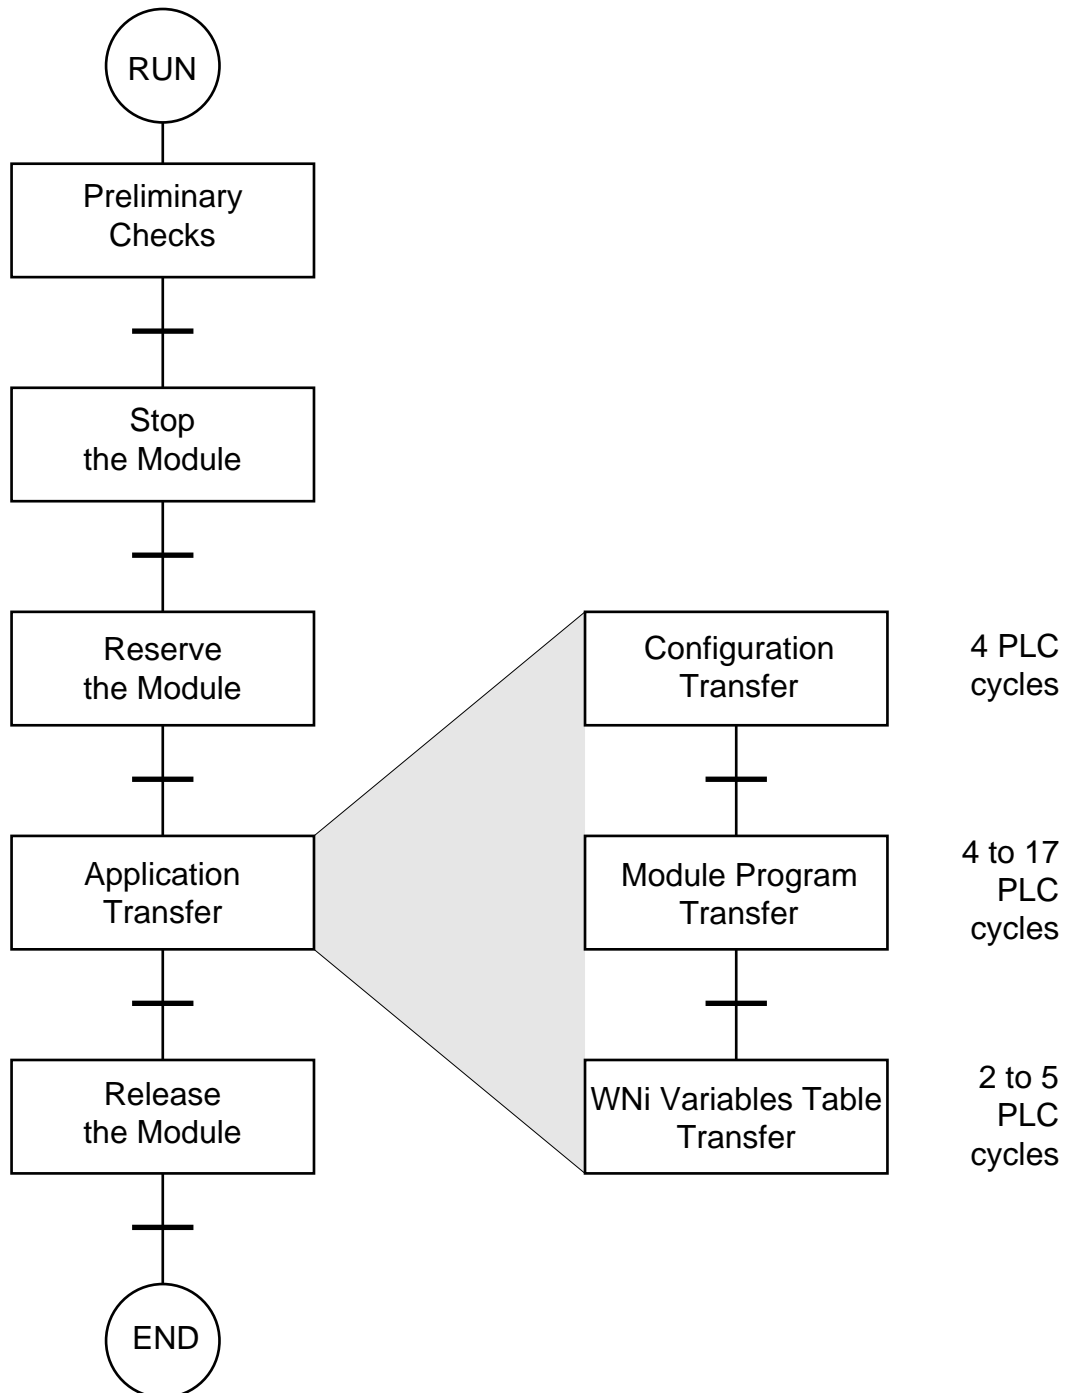 RUN
Preliminary
Checks
Stop
the Module
Reserve
the Module
Application
Transfer
Release
the Module
END
Configuration
Transfer
4 PLC
cycles
Module Program
Transfer
4 to 17
PLC
cycles
WNi Variables Table
Transfer
2 to 5
PLC
cycles